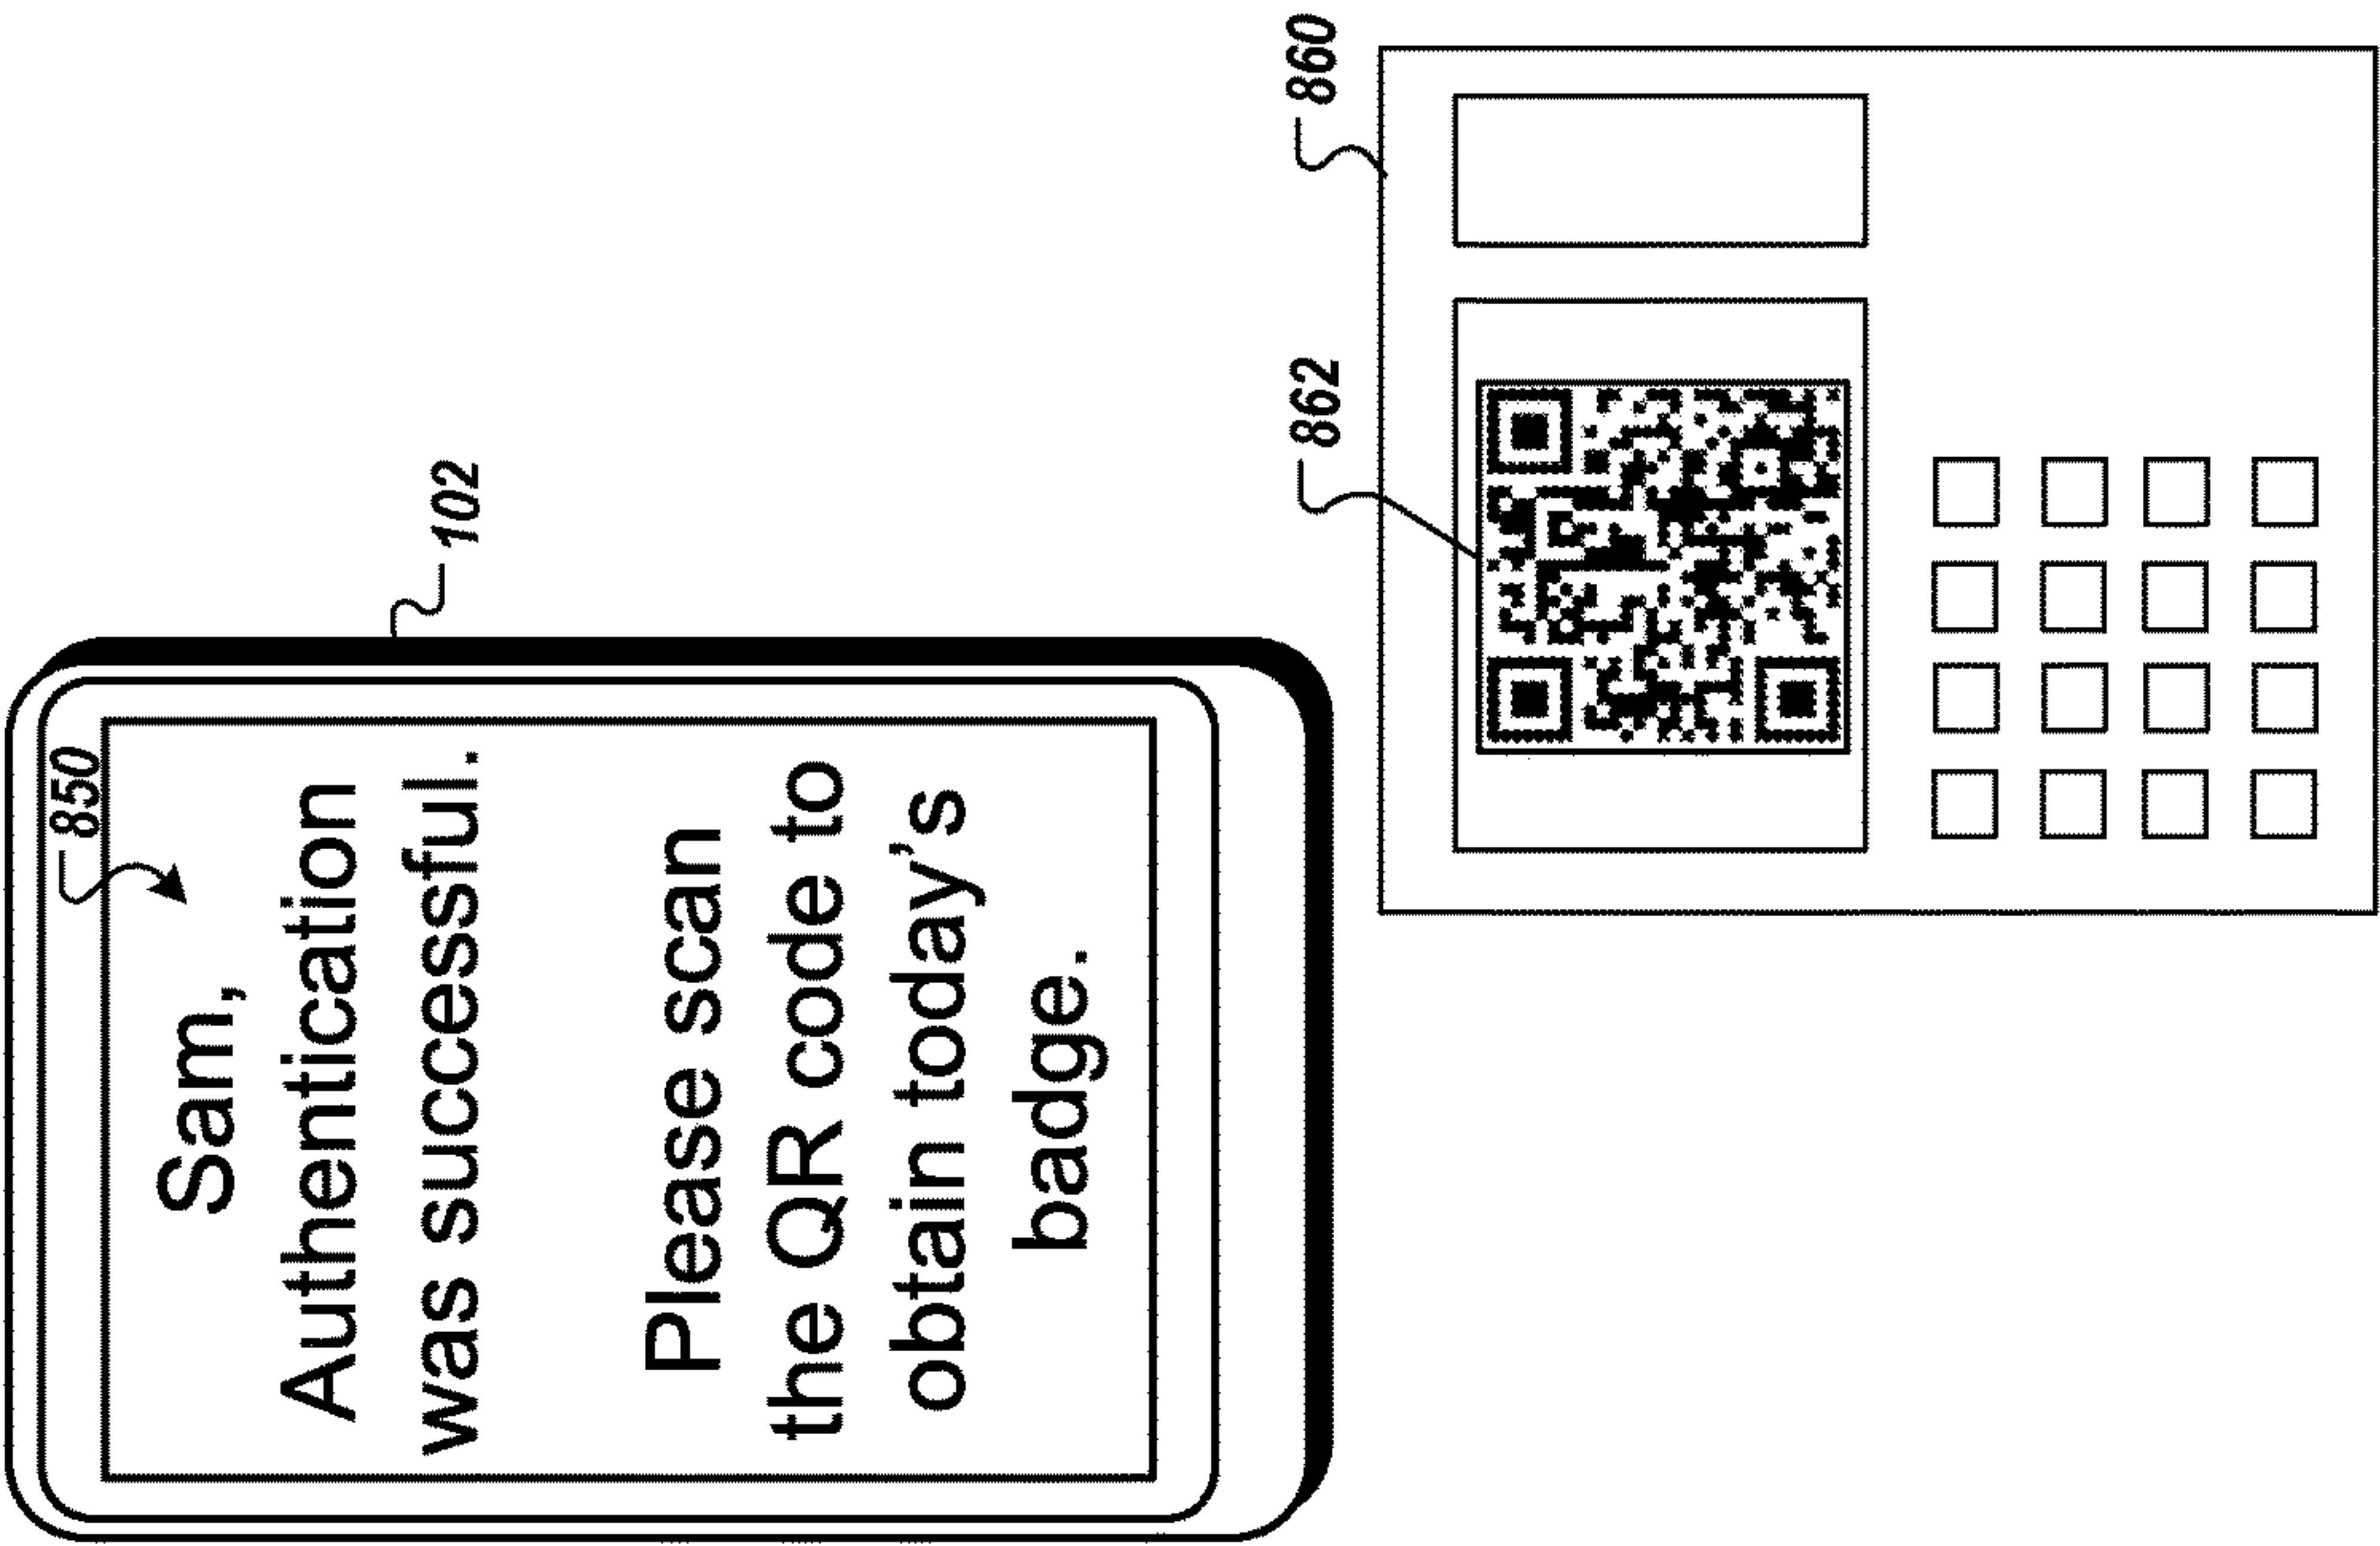 850
Sam,
Authentication
was successful.
Please scan
the QR code to
obtain today's
badge.
102
860
862